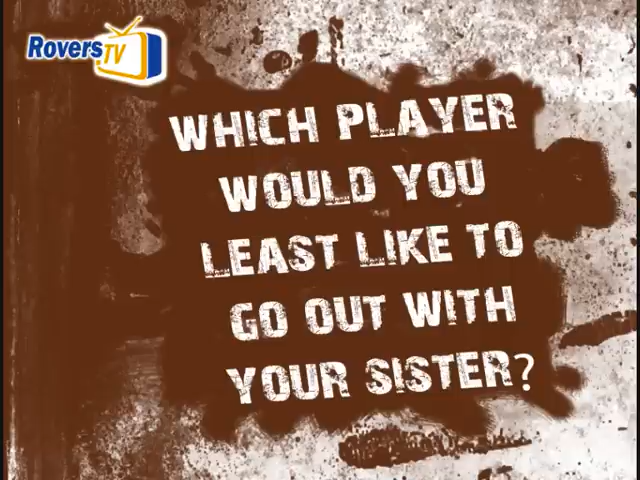 Rovers TV
WHICH PLAYER
WOULD YOU
LEAST LIKE TO
GO OUT WITH
YOUR SISTER?